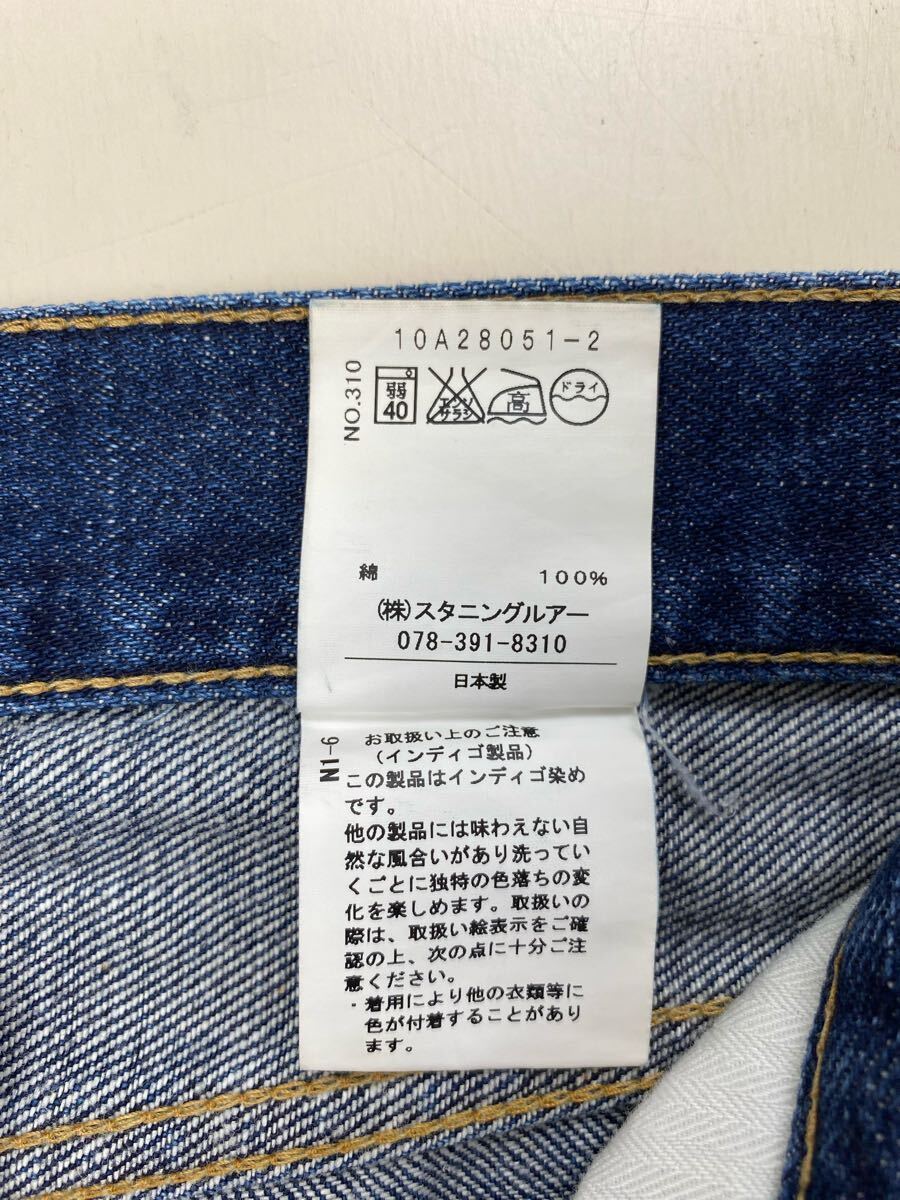 10A28051-2
NO.310
弱
40
エンソ
サラシ
高
ドライ
綿 100%
(株)スタニングルアー
078-391-8310
日本製
N1-6
お取扱い上のご注意
(インディゴ製品)
この製品はインディゴ染め
です。
他の製品には味わえない自
然な風合いがあり洗ってい
くごとに独特の色落ちの変
化を楽しめます。取扱いの
際は、取扱い絵表示をご確
認の上、次の点に十分ご注
意ください。
・着用により他の衣類等に
色が付着することがあり
ます。